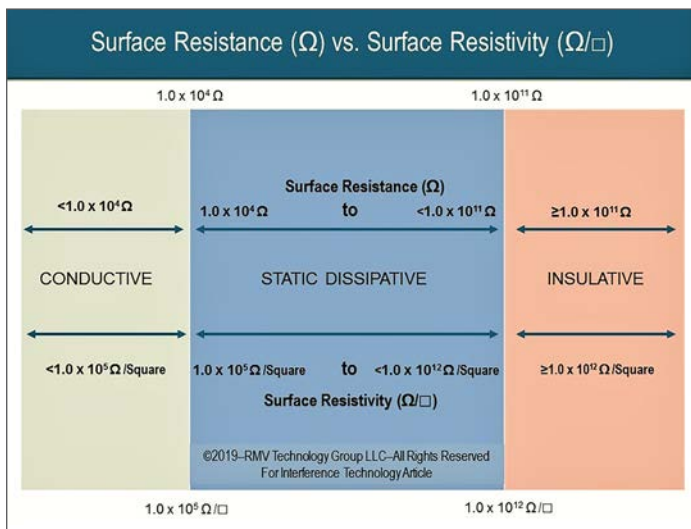 Surface Resistance (Ω) vs. Surface Resistivity (Ω/□)
1.0 x 10⁴ Ω
1.0 x 10¹¹ Ω
Surface Resistance (Ω)
<1.0 x 10⁴ Ω
1.0 x 10⁴ Ω to <1.0 x 10¹¹ Ω
≥1.0 x 10¹¹ Ω
CONDUCTIVE
STATIC DISSIPATIVE
INSULATIVE
<1.0 x 10⁵ Ω/Square
1.0 x 10⁵ Ω/Square to <1.0 x 10¹² Ω/Square
≥1.0 x 10¹² Ω/Square
Surface Resistivity (Ω/□)
©2019–RMV Technology Group LLC–All Rights Reserved
For Interference Technology Article
1.0 x 10⁵ Ω/□
1.0 x 10¹² Ω/□